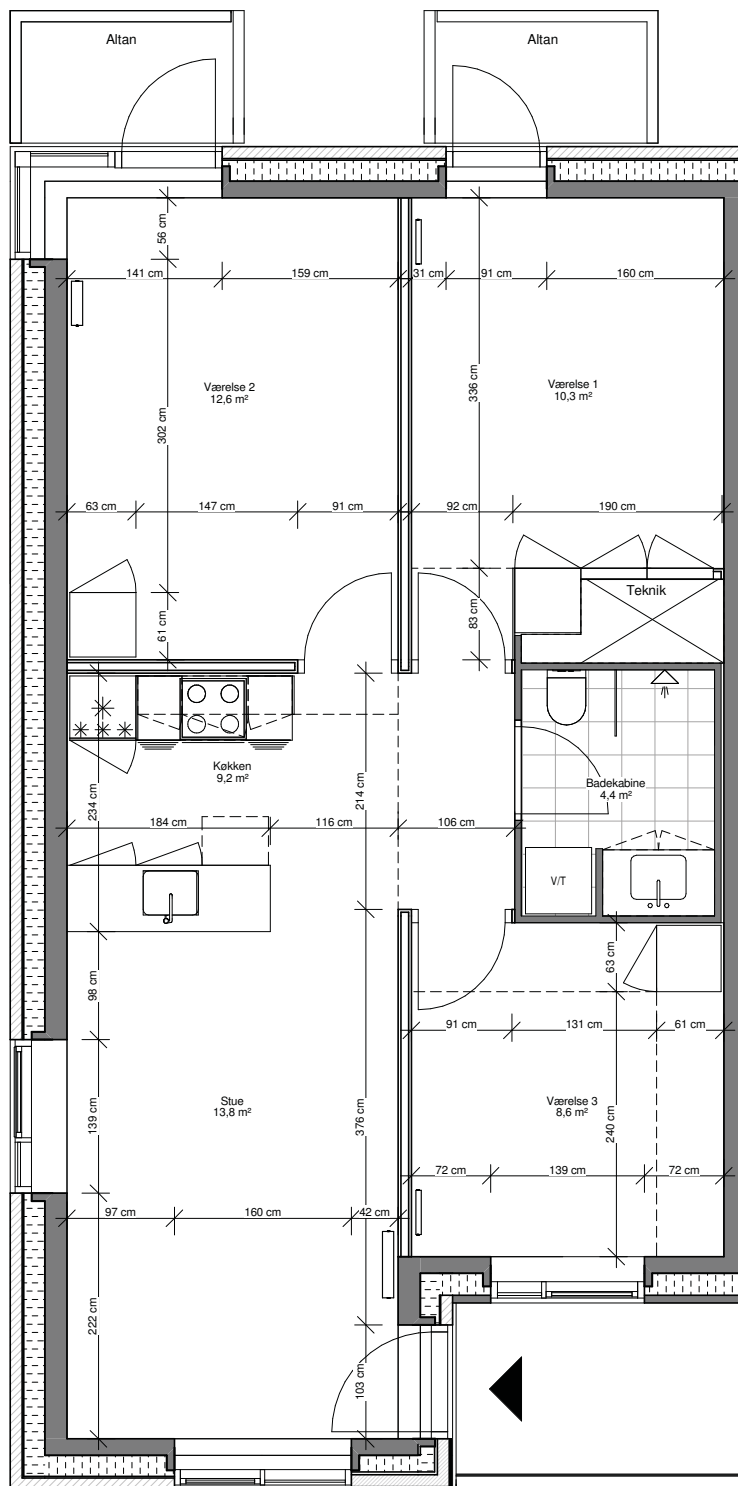 Altan
Altan
56 cm
141 cm
159 cm
31 cm
91 cm
160 cm
Værelse 2
12,6 m²
Værelse 1
10,3 m²
336 cm
302 cm
63 cm
147 cm
91 cm
92 cm
190 cm
Teknik
61 cm
83 cm
Køkken
9,2 m²
Badekabine
4,4 m²
234 cm
214 cm
184 cm
116 cm
106 cm
V/T
98 cm
63 cm
91 cm
131 cm
61 cm
Stue
13,8 m²
Værelse 3
8,6 m²
139 cm
376 cm
240 cm
72 cm
139 cm
72 cm
97 cm
160 cm
42 cm
222 cm
103 cm